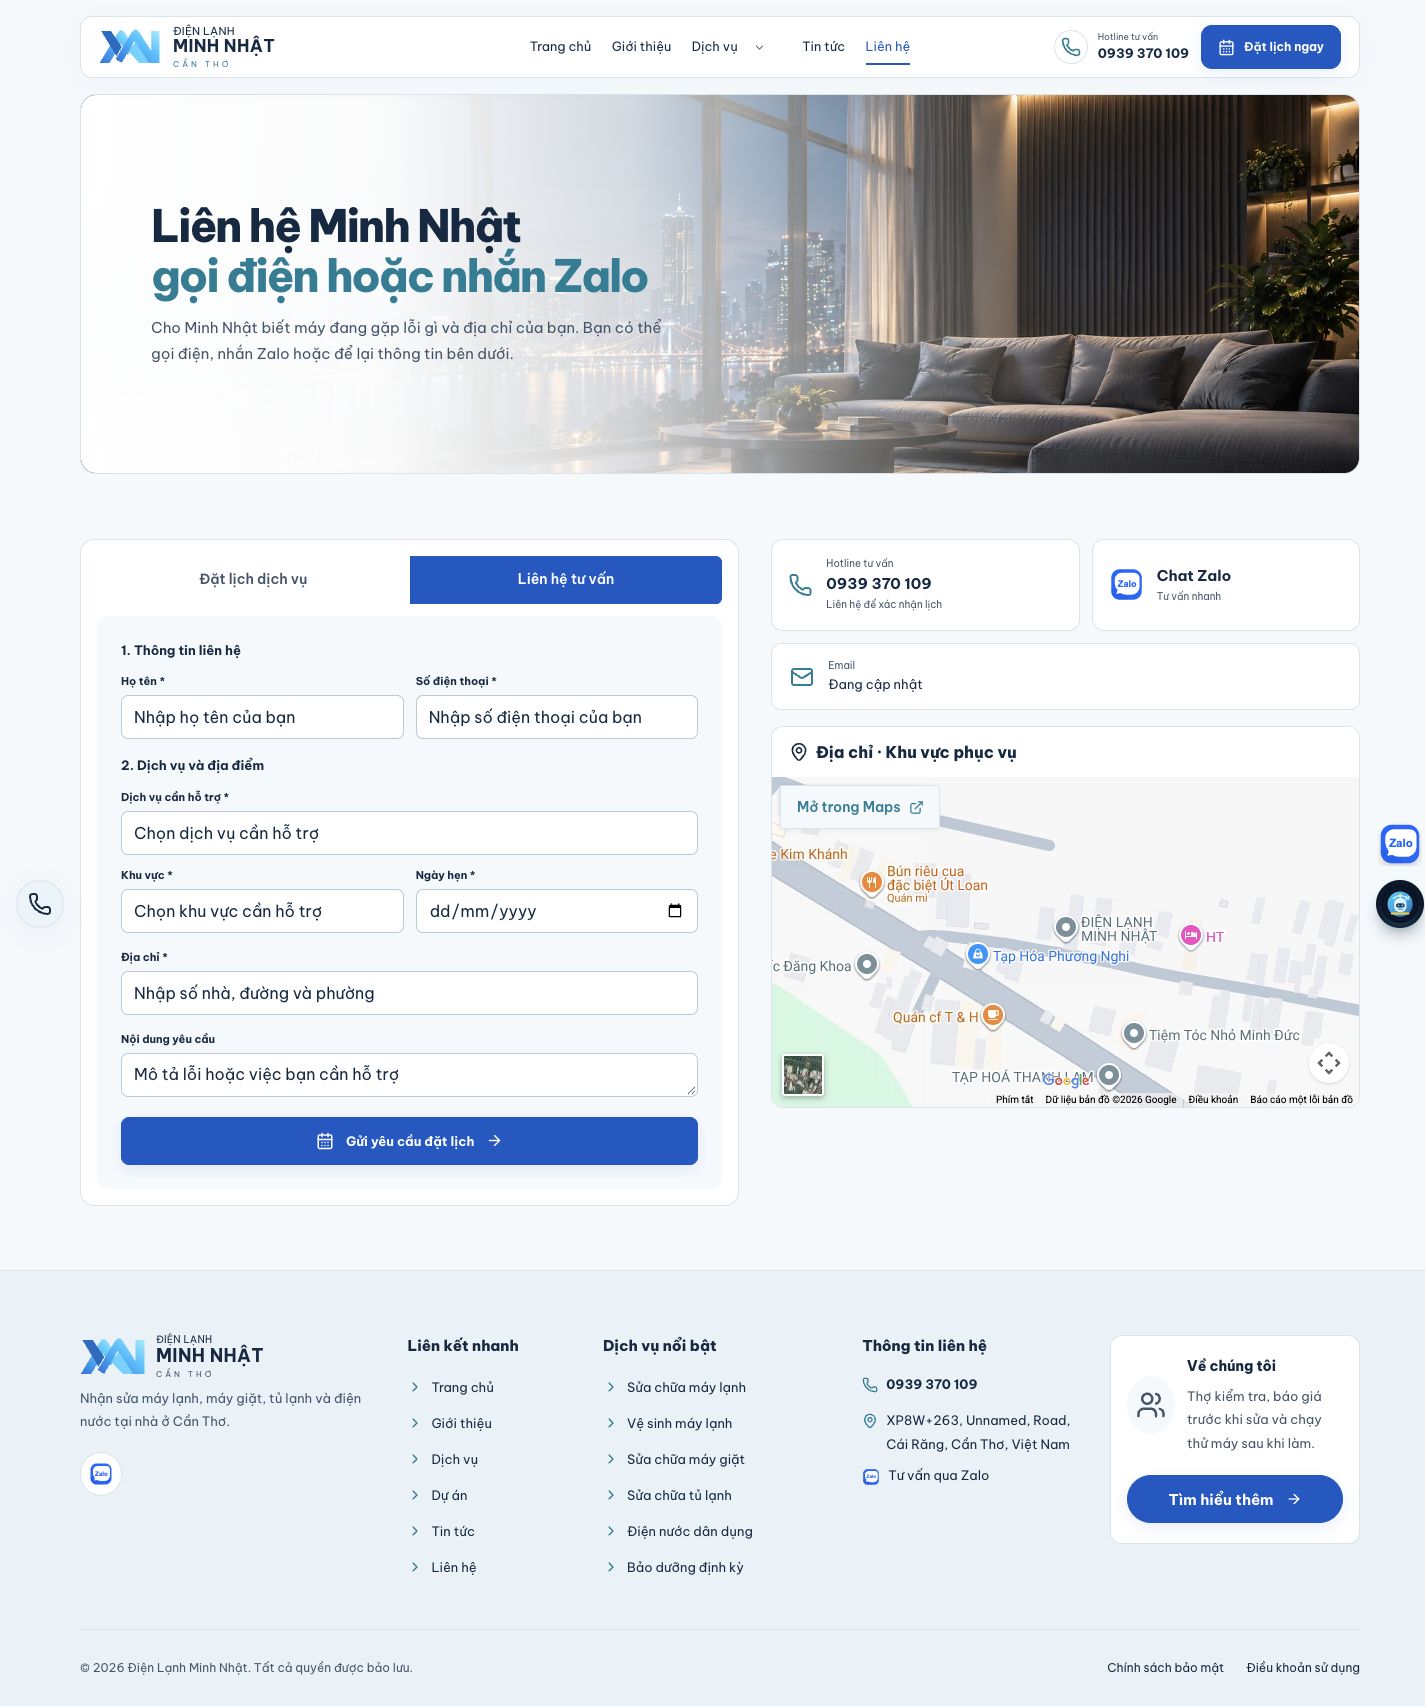 ĐIỆN LẠNH
MINH NHẬT
CẦN THƠ
Trang chủ
Giới thiệu
Dịch vụ
Tin tức
Liên hệ
Hotline tư vấn
0939 370 109
Đặt lịch ngay
Liên hệ Minh Nhật
gọi điện hoặc nhắn Zalo
Cho Minh Nhật biết máy đang gặp lỗi gì và địa chỉ của bạn. Bạn có thể
gọi điện, nhắn Zalo hoặc để lại thông tin bên dưới.
Đặt lịch dịch vụ
Liên hệ tư vấn
1. Thông tin liên hệ
Họ tên *
Số điện thoại *
Nhập họ tên của bạn
Nhập số điện thoại của bạn
2. Dịch vụ và địa điểm
Dịch vụ cần hỗ trợ *
Chọn dịch vụ cần hỗ trợ
Khu vực *
Ngày hẹn *
Chọn khu vực cần hỗ trợ
dd/mm/yyyy
Địa chỉ *
Nhập số nhà, đường và phường
Nội dung yêu cầu
Mô tả lỗi hoặc việc bạn cần hỗ trợ
Gửi yêu cầu đặt lịch
Hotline tư vấn
0939 370 109
Liên hệ để xác nhận lịch
Zalo
Chat Zalo
Tư vấn nhanh
Email
Đang cập nhật
Địa chỉ · Khu vực phục vụ
Mở trong Maps
e Kim Khánh
Bún riêu cua
đặc biệt Út Loan
Quán mì
ĐIỆN LẠNH
MINH NHẬT
HT
Tạp Hóa Phương Nghi
ốc Đăng Khoa
Quán cf T & H
Tiệm Tóc Nhỏ Minh Đức
TẠP HOÁ THANH LAM
Google
Phím tắt
Dữ liệu bản đồ ©2026 Google
Điều khoản
Báo cáo một lỗi bản đồ
Zalo
ĐIỆN LẠNH
MINH NHẬT
CẦN THƠ
Nhận sửa máy lạnh, máy giặt, tủ lạnh và điện
nước tại nhà ở Cần Thơ.
Zalo
Liên kết nhanh
Trang chủ
Giới thiệu
Dịch vụ
Dự án
Tin tức
Liên hệ
Dịch vụ nổi bật
Sửa chữa máy lạnh
Vệ sinh máy lạnh
Sửa chữa máy giặt
Sửa chữa tủ lạnh
Điện nước dân dụng
Bảo dưỡng định kỳ
Thông tin liên hệ
0939 370 109
XP8W+263, Unnamed, Road,
Cái Răng, Cần Thơ, Việt Nam
Zalo
Tư vấn qua Zalo
Về chúng tôi
Thợ kiểm tra, báo giá
trước khi sửa và chạy
thử máy sau khi làm.
Tìm hiểu thêm
© 2026 Điện Lạnh Minh Nhật. Tất cả quyền được bảo lưu.
Chính sách bảo mật
Điều khoản sử dụng